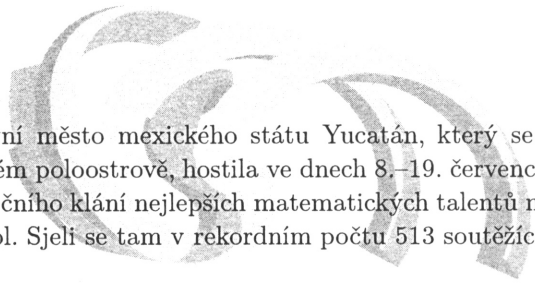 ní město mexického státu Yucatán, který se
ém poloostrově, hostila ve dnech 8.–19. červenc
čního klání nejlepších matematických talentů n
ol. Sjeli se tam v rekordním počtu 513 soutěžíc